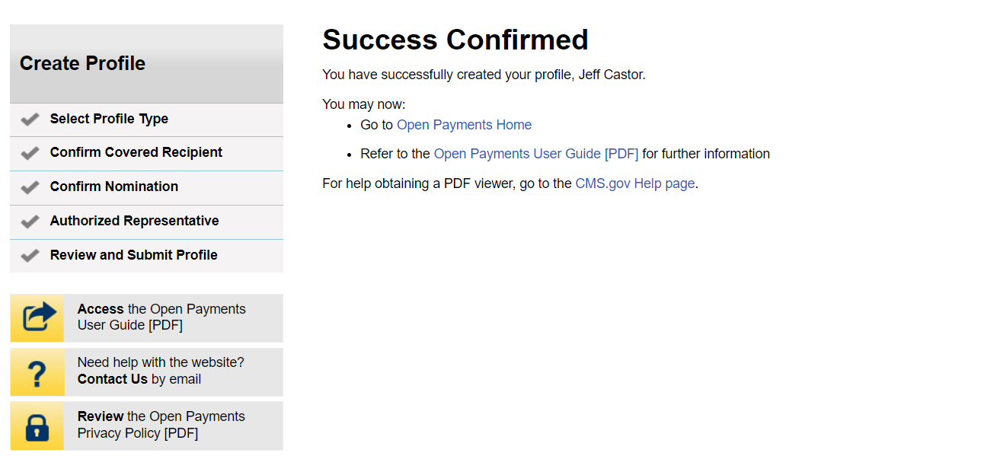 Create Profile
Select Profile Type
Confirm Covered Recipient
Confirm Nomination
Authorized Representative
Review and Submit Profile
Access the Open Payments
User Guide [PDF]
Need help with the website?
Contact Us by email
Review the Open Payments
Privacy Policy [PDF]
Success Confirmed
You have successfully created your profile, Jeff Castor.
You may now:
• Go to Open Payments Home
• Refer to the Open Payments User Guide [PDF] for further information
For help obtaining a PDF viewer, go to the CMS.gov Help page.